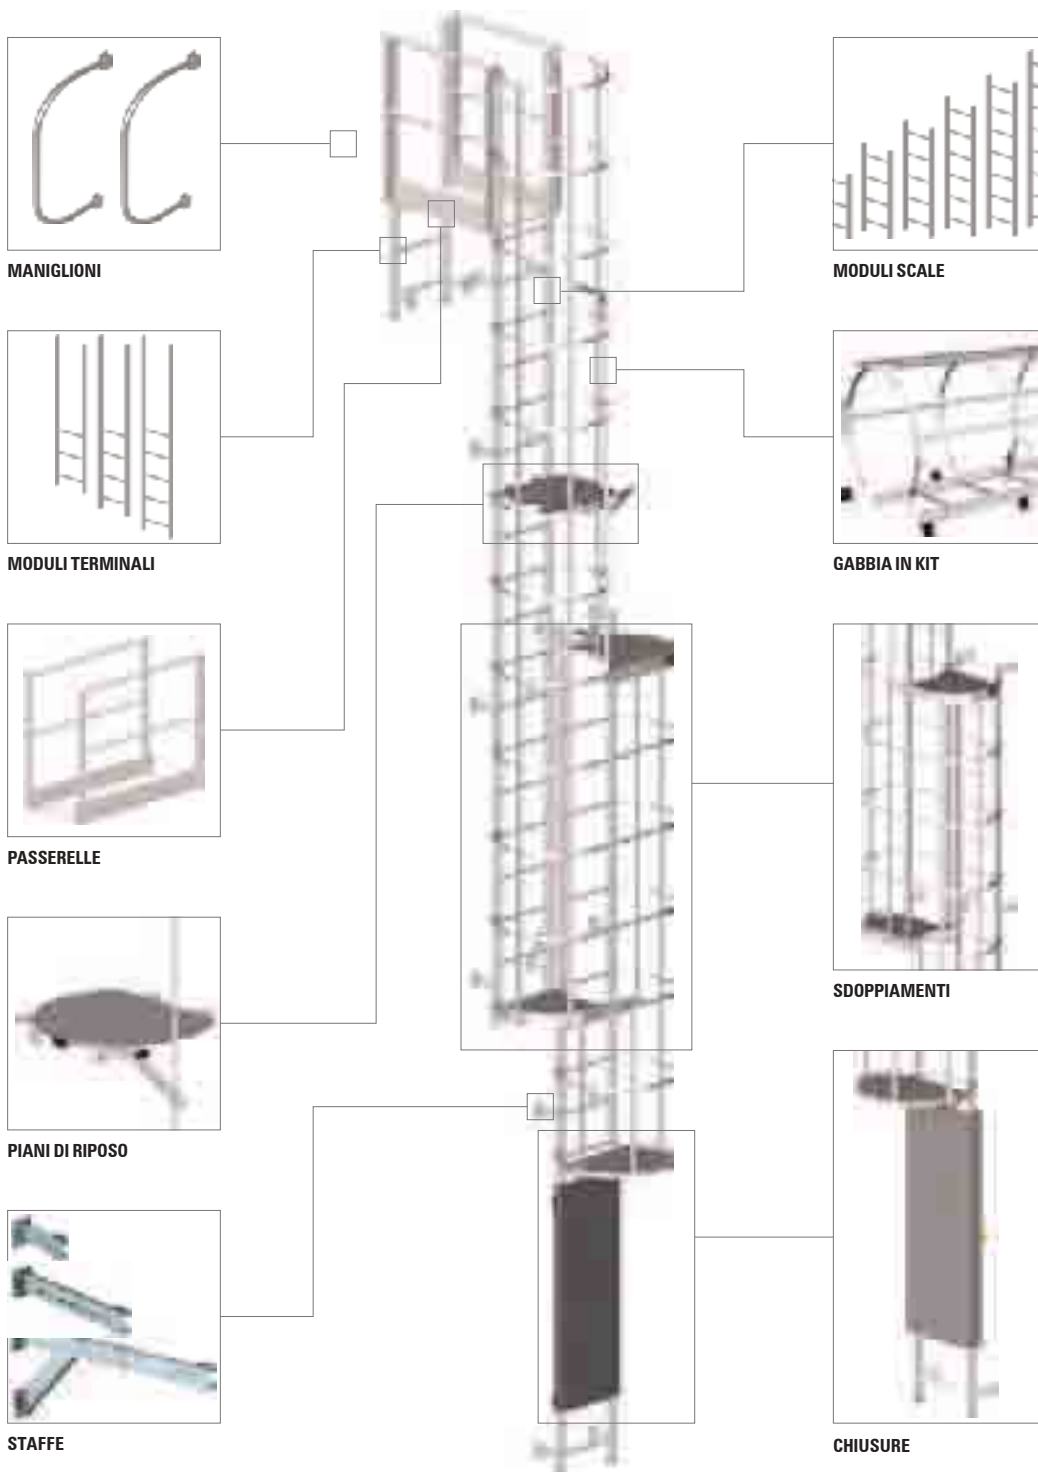 MANIGLIONI
MODULI SCALE
MODULI TERMINALI
GABBIA IN KIT
PASSERELLE
SDOPPIAMENTI
PIANI DI RIPOSO
STAFFE
CHIUSURE